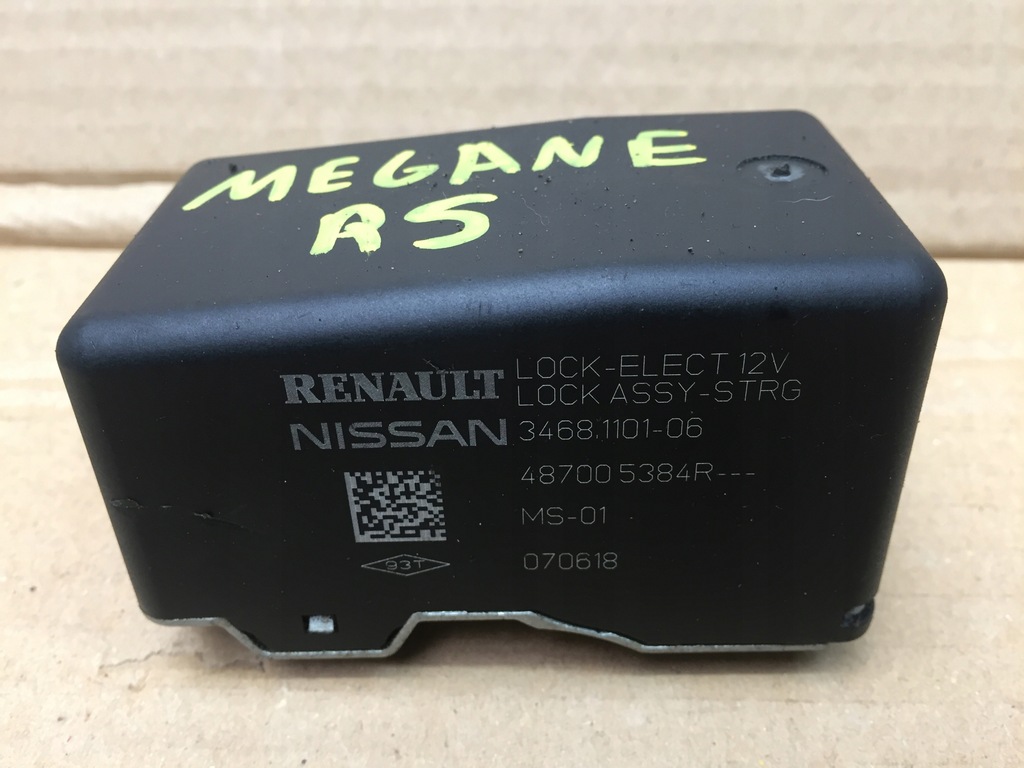 MEGANE
RS
RENAULT
NISSAN
LOCK-ELECT 12V
LOCK ASSY-STRG
3468.1101-06
48700 5384R---
MS-01
070618
93T